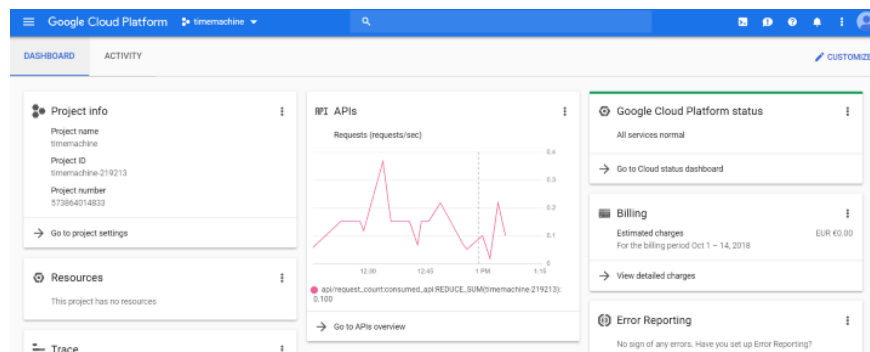 Google Cloud Platform
timemachine
DASHBOARD
ACTIVITY
CUSTOMIZE
Project info
Project name
timemachine
Project ID
timemachine-219213
Project number
573864014833
Go to project settings
Resources
This project has no resources
Trace
API APIs
Requests (requests/sec)
0.4
0.3
0.2
0.1
0
12:30
12:45
1 PM
1:15
api/request_count:consumed_api:REDUCE_SUM(timemachine-219213):
0.100
Go to APIs overview
Google Cloud Platform status
All services normal
Go to Cloud status dashboard
Billing
Estimated charges
EUR €0.00
For the billing period Oct 1 – 14, 2018
View detailed charges
Error Reporting
No sign of any errors. Have you set up Error Reporting?